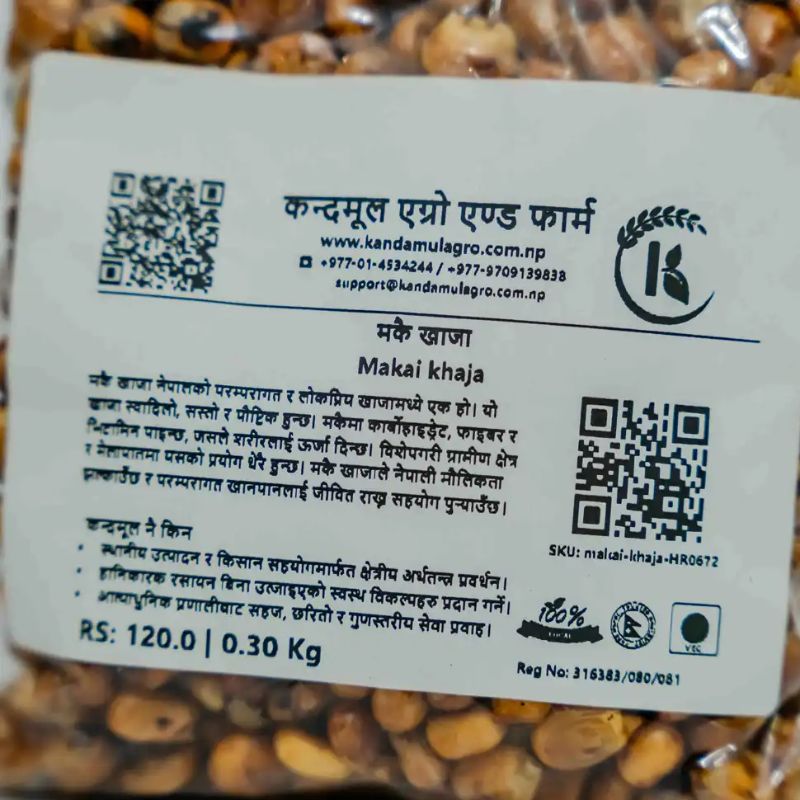 कन्दमूल एग्रो एण्ड फार्म
www.kandamulagro.com.np
+977-01-4534244 / +977-9709139838
support@kandamulagro.com.np
मकै खाजा
Makai khaja
मकै खाजा नेपालको परम्परागत र लोकप्रिय खाजामध्ये एक हो। यो
खाजा स्वादिलो, सस्तो र पौष्टिक हुन्छ। मकैमा कार्बोहाइड्रेट, फाइबर र
भिटामिन पाइन्छ, जसले शरीरलाई ऊर्जा दिन्छ। विशेषगरी ग्रामीण क्षेत्र
र मेलापातमा यसको प्रयोग धेरै हुन्छ। मकै खाजाले नेपाली मौलिकता
झल्काउँछ र परम्परागत खानपानलाई जीवित राख्न सहयोग पुर्‍याउँछ।
SKU: makai-khaja-HR0672
कन्दमूल नै किन
• स्थानीय उत्पादन र किसान सहयोगमार्फत क्षेत्रीय अर्थतन्त्र प्रवर्धन।
• हानिकारक रसायन बिना उत्जाइएको स्वस्थ विकल्पहरु प्रदान गर्ने।
• अत्याधुनिक प्रणालीबाट सहज, छरितो र गुणस्तरीय सेवा प्रवाह।
100%
LOCAL
VEG
RS: 120.0 | 0.30 Kg
Reg No: 316383/080/081